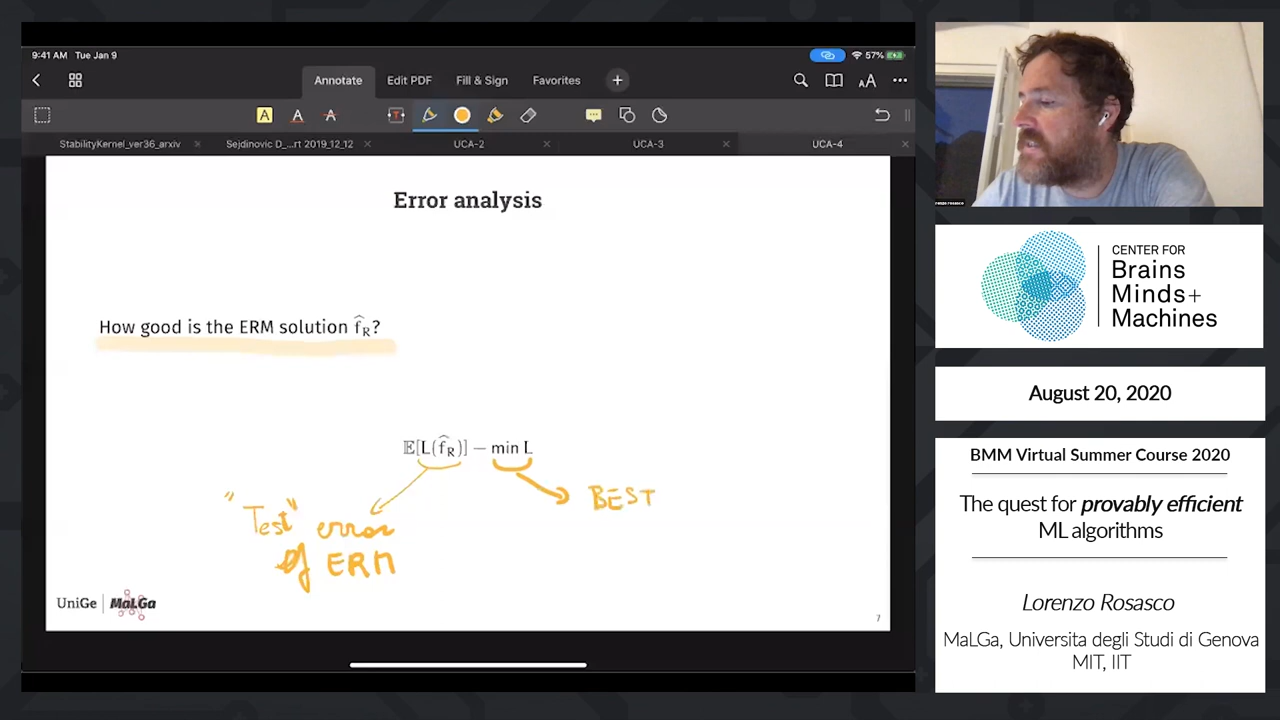 9:41 AM Tue Jan 9
57%
Annotate
Edit PDF
Fill & Sign
Favorites
StabilityKernel_ver36_arxiv
Sejdinovic D_...rt 2019_12_12
UCA-2
UCA-3
UCA-4
Error analysis
How good is the ERM solution f̂_R?
𝔼[L(f̂_R)] − min L
"Test" error
of ERM
BEST
UniGe | MaLGa
7
CENTER FOR
Brains
Minds+
Machines
August 20, 2020
BMM Virtual Summer Course 2020
The quest for provably efficient
ML algorithms
Lorenzo Rosasco
MaLGa, Universita degli Studi di Genova
MIT, IIT